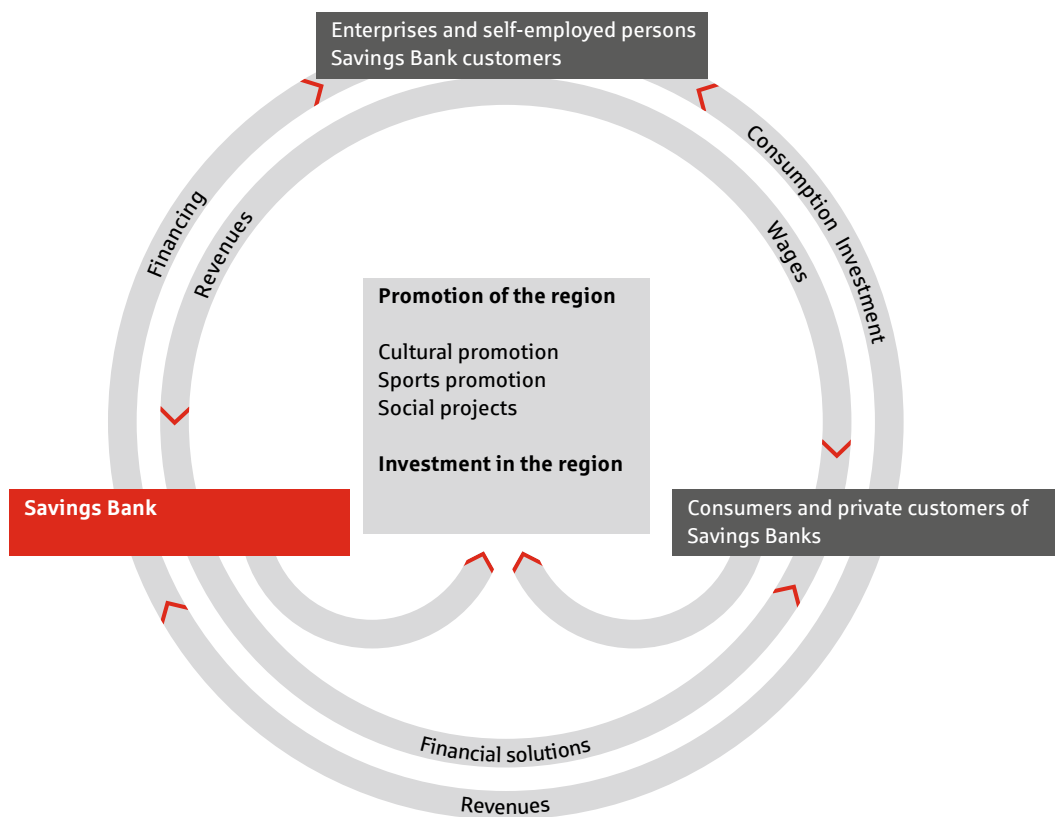 Enterprises and self-employed persons
Savings Bank customers
Financing
Revenues
Wages
Consumption Investment
Promotion of the region
Cultural promotion
Sports promotion
Social projects
Investment in the region
Savings Bank
Consumers and private customers of
Savings Banks
Financial solutions
Revenues